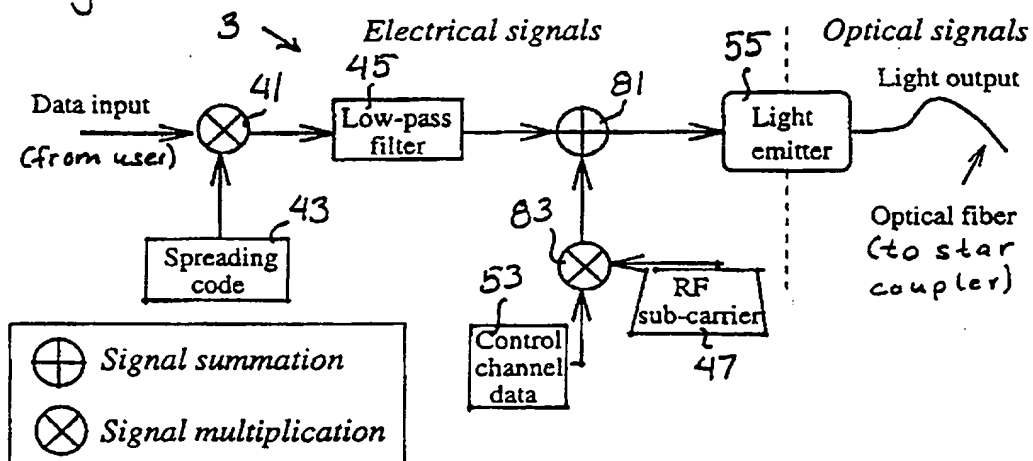 3
Electrical signals
55
Optical signals
45
41
81
Data input
(from user)
Low-pass
filter
Light
emitter
Light output
43
Spreading
code
83
Optical fiber
(to star
coupler)
53
Control
channel
data
RF
sub-carrier
47
Signal summation
Signal multiplication